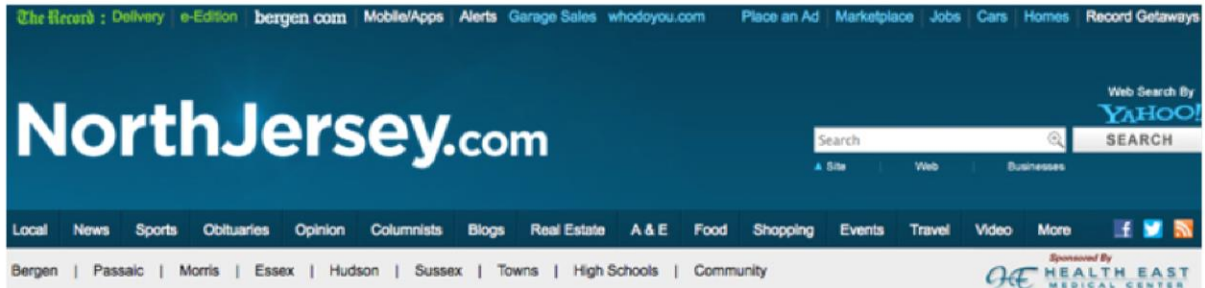 The Record : Delivery e-Edition bergen.com Mobile/Apps Alerts Garage Sales whodoyou.com Place an Ad Marketplace Jobs Cars Homes Record Getaways
Web Search By
YAHOO!
NorthJersey.com
Search SEARCH
Site Web Businesses
Local News Sports Obituaries Opinion Columnists Blogs Real Estate A & E Food Shopping Events Travel Video More
Bergen | Passaic | Morris | Essex | Hudson | Sussex | Towns | High Schools | Community
Sponsored By
HE HEALTH EAST
MEDICAL CENTER